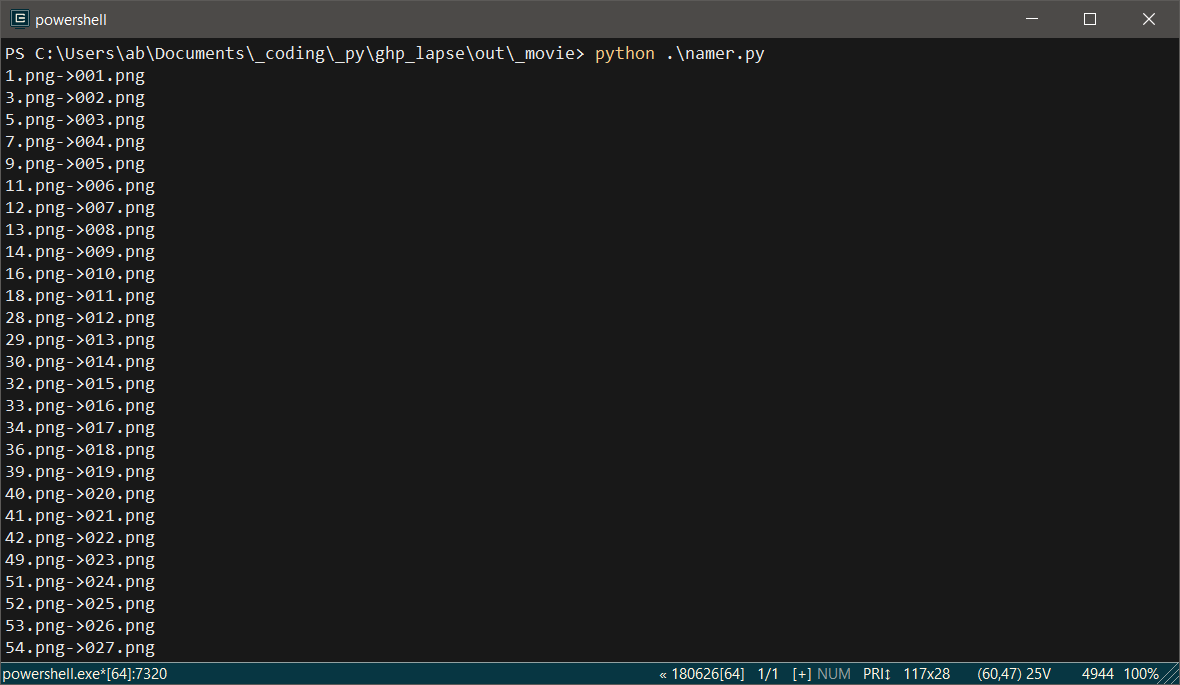 powershell
PS C:\Users\ab\Documents\_coding\_py\ghp_lapse\out\_movie> python .\namer.py
1.png->001.png
3.png->002.png
5.png->003.png
7.png->004.png
9.png->005.png
11.png->006.png
12.png->007.png
13.png->008.png
14.png->009.png
16.png->010.png
18.png->011.png
28.png->012.png
29.png->013.png
30.png->014.png
32.png->015.png
33.png->016.png
34.png->017.png
36.png->018.png
39.png->019.png
40.png->020.png
41.png->021.png
42.png->022.png
49.png->023.png
51.png->024.png
52.png->025.png
53.png->026.png
54.png->027.png
powershell.exe*[64]:7320 « 180626[64] 1/1 [+] NUM PRI↕ 117x28 (60,47) 25V 4944 100%